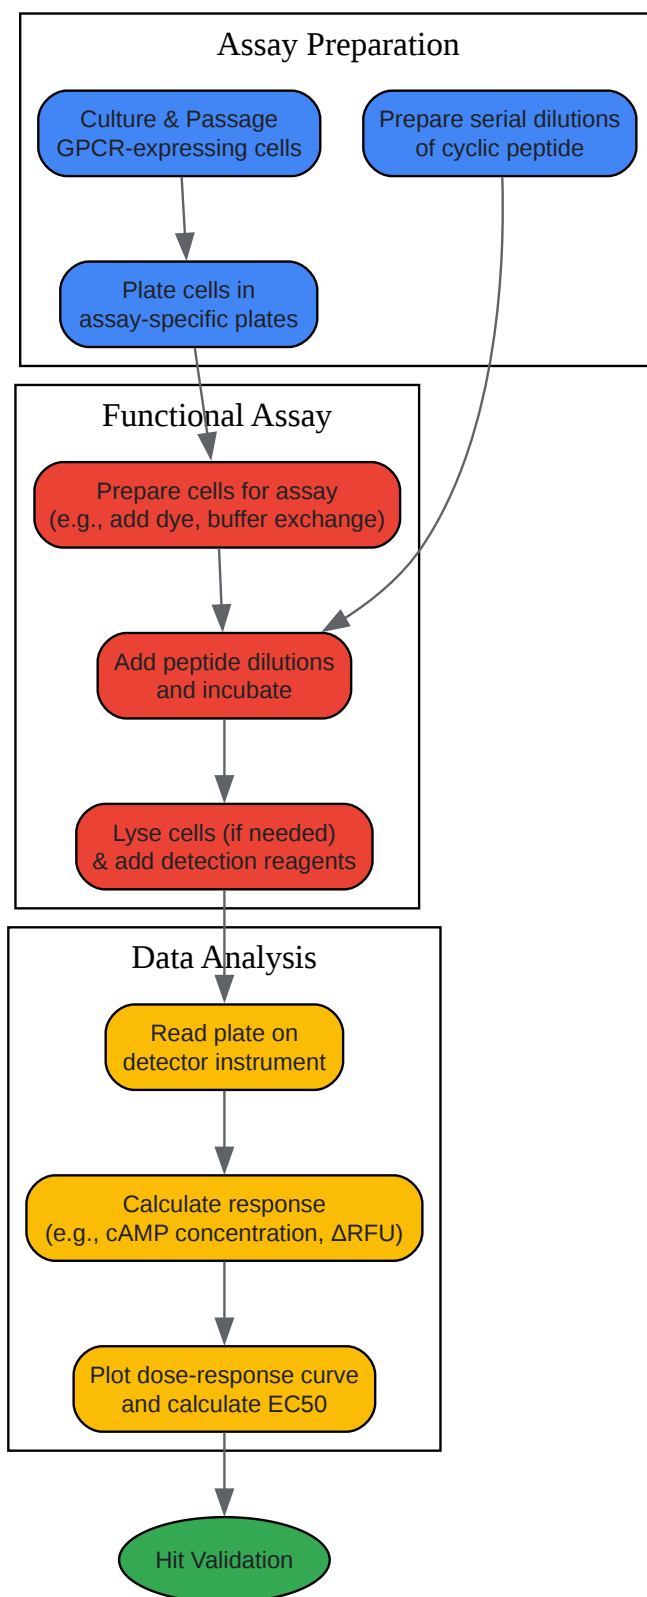 Assay Preparation
Culture & Passage
GPCR-expressing cells
Prepare serial dilutions
of cyclic peptide
Plate cells in
assay-specific plates
Functional Assay
Prepare cells for assay
(e.g., add dye, buffer exchange)
Add peptide dilutions
and incubate
Lyse cells (if needed)
& add detection reagents
Data Analysis
Read plate on
detector instrument
Calculate response
(e.g., cAMP concentration, ΔRFU)
Plot dose-response curve
and calculate EC50
Hit Validation